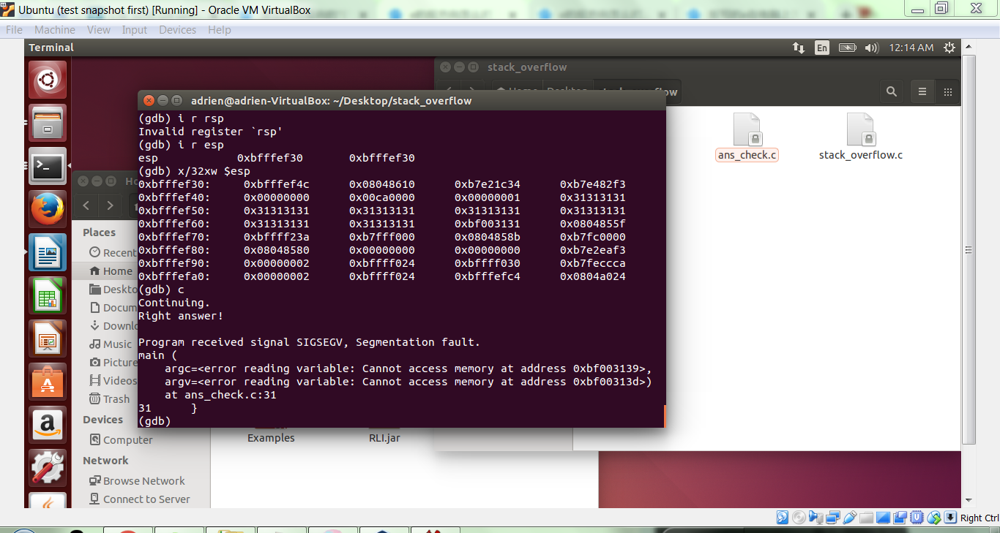 Ubuntu (test snapshot first) [Running] - Oracle VM VirtualBox
File Machine View Input Devices Help
Terminal
En
12:14 AM
stack_overflow
adrien@adrien-VirtualBox: ~/Desktop/stack_overflow
(gdb) i r rsp
Invalid register `rsp'
(gdb) i r esp
esp 0xbfffef30 0xbfffef30
(gdb) x/32xw $esp
0xbfffef30: 0xbfffef4c 0x08048610 0xb7e21c34 0xb7e482f3
0xbfffef40: 0x00000000 0x00ca0000 0x00000001 0x31313131
0xbfffef50: 0x31313131 0x31313131 0x31313131 0x31313131
0xbfffef60: 0x31313131 0x31313131 0xbf003131 0x0804855f
0xbfffef70: 0xbffff23a 0xb7fff000 0x0804858b 0xb7fc0000
0xbfffef80: 0x08048580 0x00000000 0x00000000 0xb7e2eaf3
0xbfffef90: 0x00000002 0xbffff024 0xbffff030 0xb7feccca
0xbfffefa0: 0x00000002 0xbffff024 0xbfffefc4 0x0804a024
(gdb) c
Continuing.
Right answer!
Program received signal SIGSEGV, Segmentation fault.
main (
argc=<error reading variable: Cannot access memory at address 0xbf003139>,
argv=<error reading variable: Cannot access memory at address 0xbf00313d>)
at ans_check.c:31
31 }
(gdb)
ans_check.c
stack_overflow.c
Ho
Places
Recent
Home
Deskto
Docum
Downlo
Music
Picture
Videos
Trash
Devices
Computer
Network
Browse Network
Connect to Server
Examples
RLI.jar
Right Ctrl